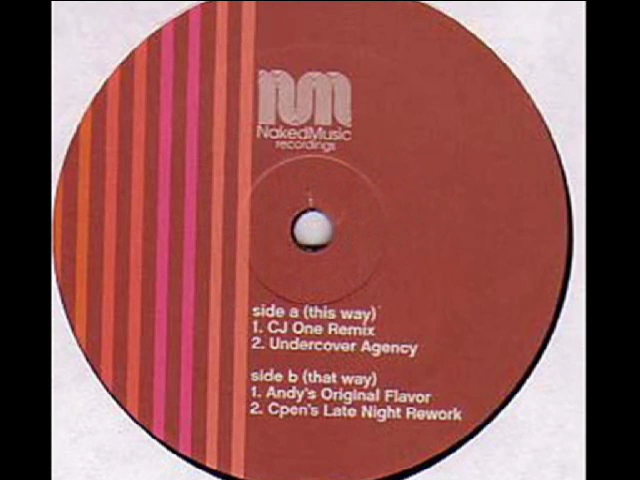 nm
NakedMusic
recordings
side a (this way)
1. CJ One Remix
2. Undercover Agency
side b (that way)
1. Andy's Original Flavor
2. Cpen's Late Night Rework